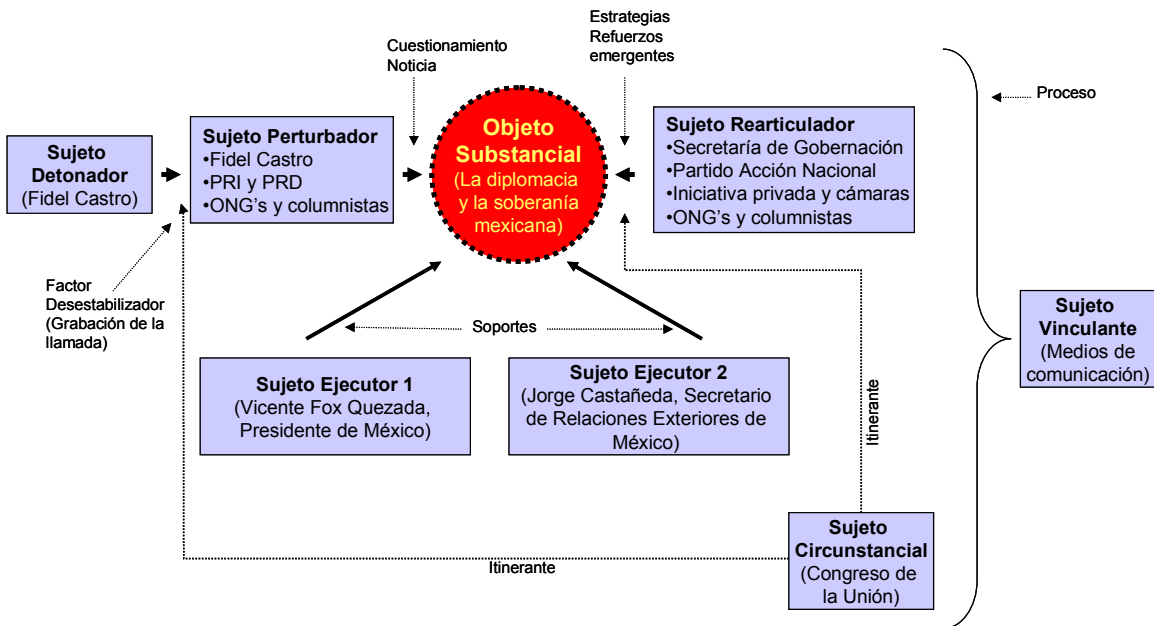 Estrategias
Refuerzos
emergentes
Cuestionamiento
Noticia
Proceso
Sujeto
Detonador
(Fidel Castro)
Sujeto Perturbador
•Fidel Castro
•PRI y PRD
•ONG's y columnistas
Objeto
Substancial
(La diplomacia
y la soberanía
mexicana)
Sujeto Rearticulador
•Secretaría de Gobernación
•Partido Acción Nacional
•Iniciativa privada y cámaras
•ONG's y columnistas
Factor
Desestabilizador
(Grabación de la
llamada)
Soportes
Sujeto
Vinculante
(Medios de
comunicación)
Sujeto Ejecutor 1
(Vicente Fox Quezada,
Presidente de México)
Sujeto Ejecutor 2
(Jorge Castañeda, Secretario
de Relaciones Exteriores de
México)
Itinerante
Sujeto
Circunstancial
(Congreso de
la Unión)
Itinerante